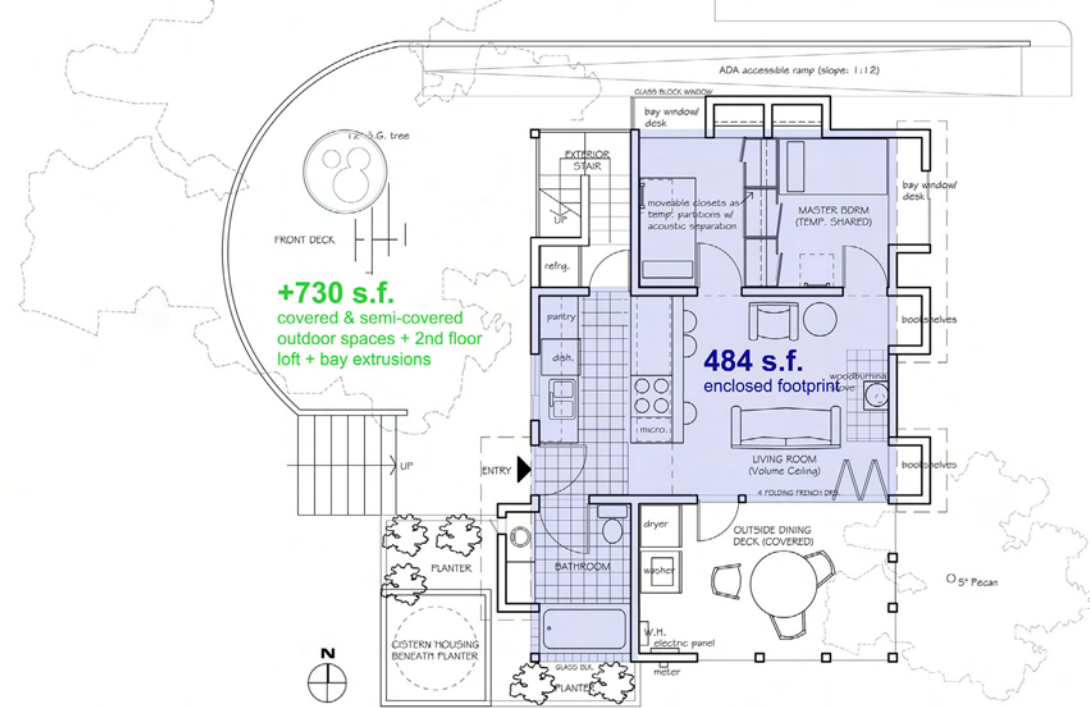 ADA accessible ramp (slope: 1:12)
GLASS BLOCK WINDOW
bay window/
desk
G. tree
EXTERIOR
STAIR
UP
moveable closets as
temp. partitions w/
acoustic separation
MASTER BDRM
(TEMP. SHARED)
bay window/
desk
FRONT DECK
refrg.
+730 s.f.
covered & semi-covered
outdoor spaces + 2nd floor
loft + bay extrusions
pantry
dish.
484 s.f.
enclosed footprint
bookshelves
woodburning
stove
micro.
LIVING ROOM
(Volume Ceiling)
4 FOLDING FRENCH DRS.
bookshelves
UP
ENTRY
dryer
washer
OUTSIDE DINING
DECK (COVERED)
PLANTER
BATHROOM
5" Pecan
W.H.
electric panel
meter
CISTERN HOUSING
BENEATH PLANTER
GLASS BLK.
PLANTER
N